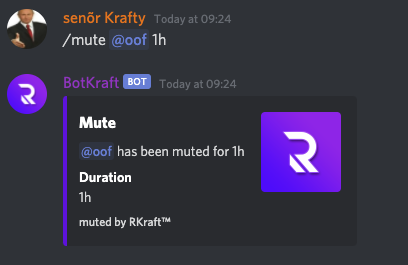 senõr Krafty Today at 09:24
/mute @oof 1h
BotKraft BOT Today at 09:24
Mute
@oof has been muted for 1h
Duration
1h
muted by RKraft™